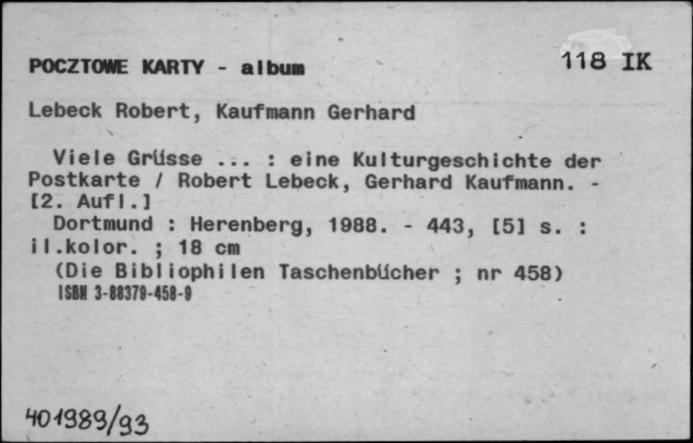 POCZTOWE KARTY - album
118 IK
Lebeck Robert, Kaufmann Gerhard
Viele Grüsse ... : eine Kulturgeschichte der
Postkarte / Robert Lebeck, Gerhard Kaufmann. -
[2. Aufl.]
Dortmund : Herenberg, 1988. - 443, [5] s. :
il.kolor. ; 18 cm
(Die Bibliophilen Taschenbücher ; nr 458)
ISBN 3-88379-458-9
401989/93